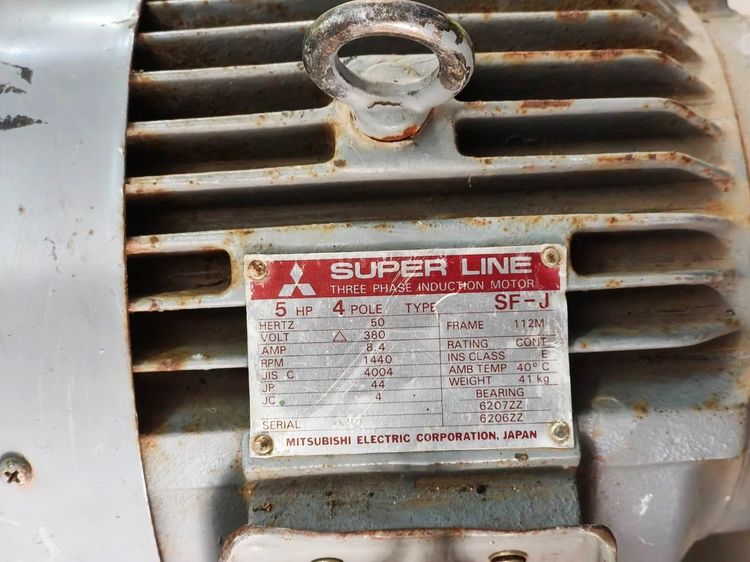 SUPER LINE
THREE PHASE INDUCTION MOTOR
5 HP 4 POLE TYPE SF-J
HERTZ 50 FRAME 112M
VOLT △ 380 RATING CONT
AMP 8.4 INS CLASS E
RPM 1440 AMB TEMP 40°C
JIS C 4004 WEIGHT 41 kg
JP 44 BEARING
JC 4 6207ZZ
SERIAL 6206ZZ
MITSUBISHI ELECTRIC CORPORATION, JAPAN